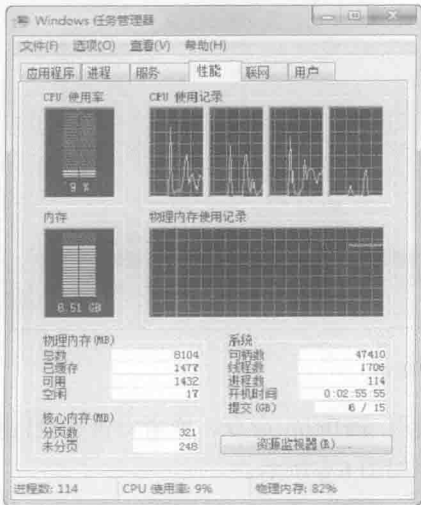 Windows 任务管理器
文件(F) 选项(O) 查看(V) 帮助(H)
应用程序 进程 服务 性能 联网 用户
CPU 使用率 CPU 使用记录
9 %
内存 物理内存使用记录
6.51 GB
物理内存(MB)
总数 8104
已缓存 1477
可用 1432
空闲 17
核心内存(MB)
分页数 321
未分页 248
系统
句柄数 47410
线程数 1706
进程数 114
开机时间 0:02:55:55
提交(GB) 6 / 15
资源监视器(R)...
进程数: 114 CPU 使用率: 9% 物理内存: 82%